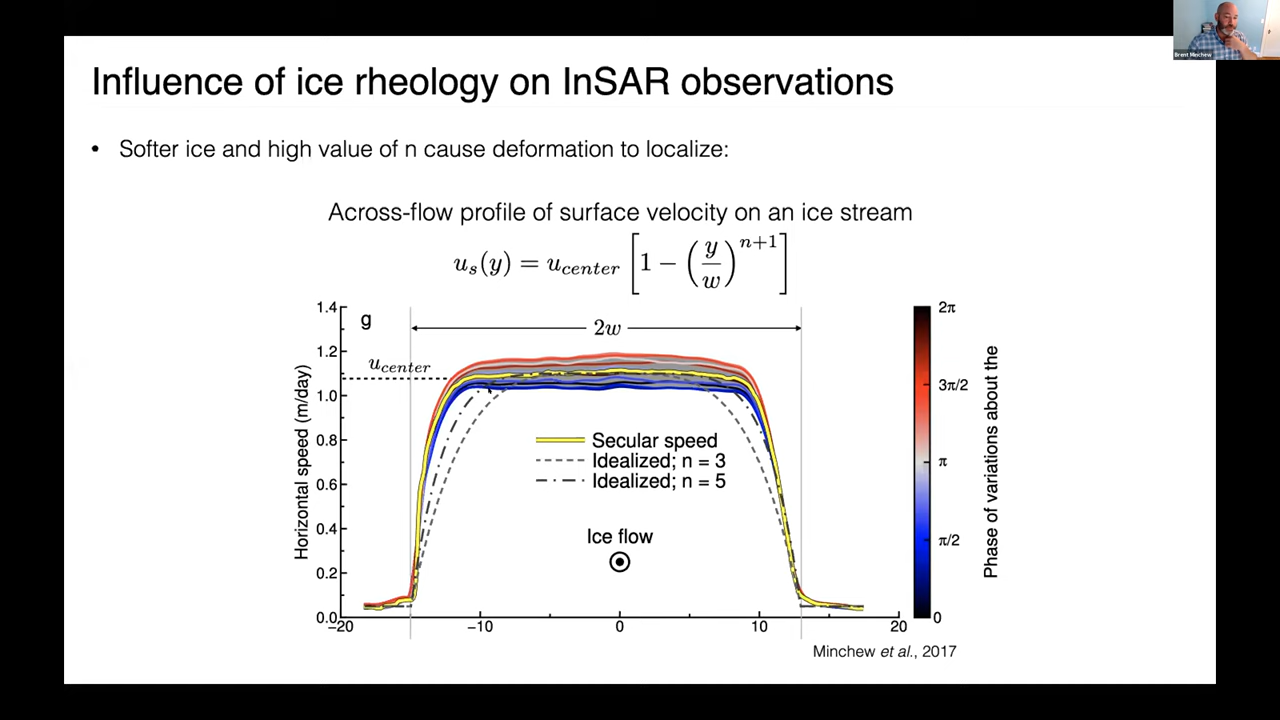 Brent Minchew
Influence of ice rheology on InSAR observations
• Softer ice and high value of n cause deformation to localize:
Across-flow profile of surface velocity on an ice stream
u_s(y) = u_center [1 − (y/w)^{n+1}]
g
2w
u_center
Horizontal speed (m/day)
1.4
1.2
1.0
0.8
0.6
0.4
0.2
0.0
Secular speed
Idealized; n = 3
Idealized; n = 5
Ice flow
−20
−10
0
10
20
2π
3π/2
π
π/2
0
Phase of variations about the
Minchew et al., 2017